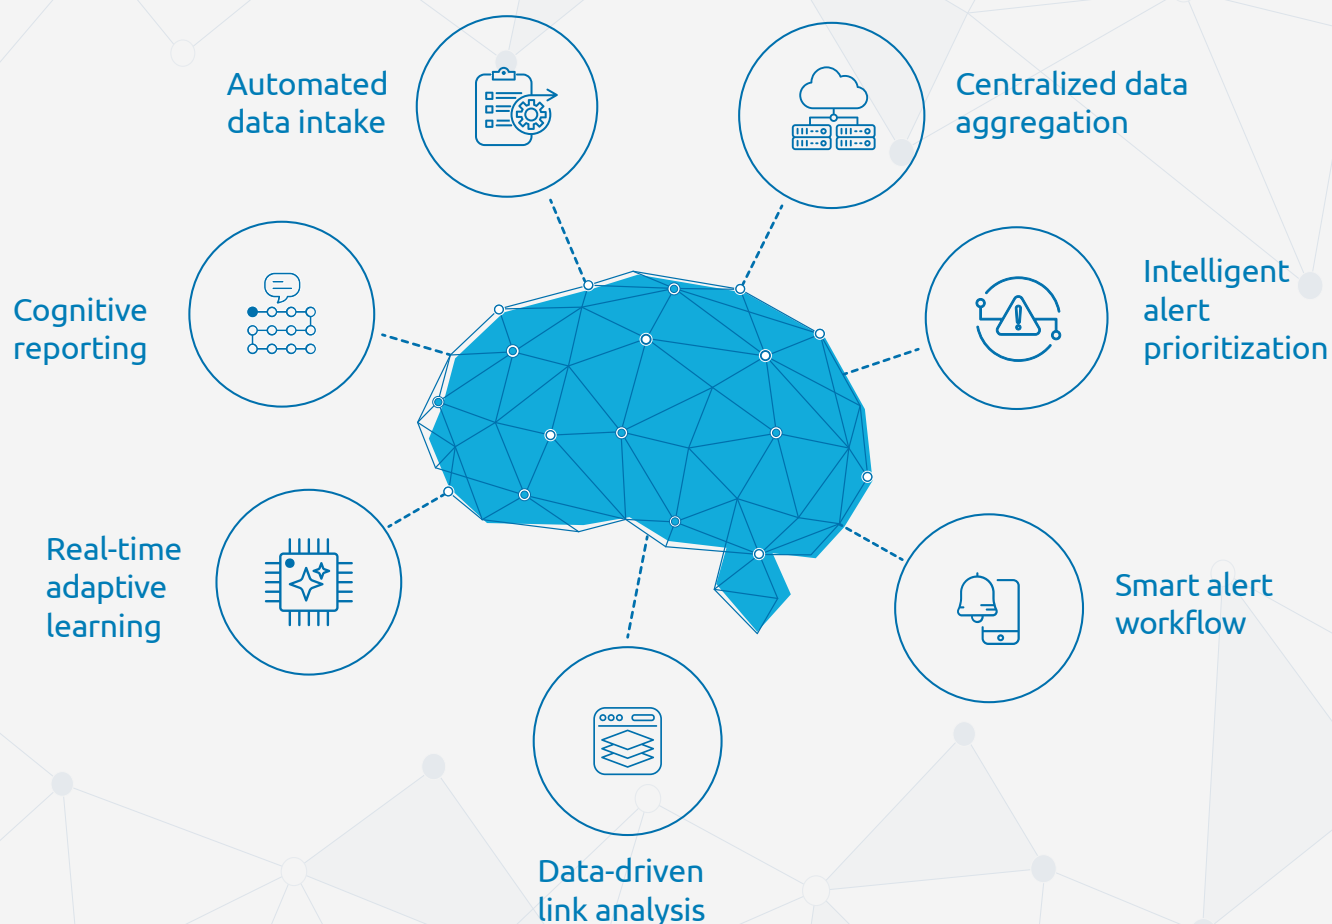 Automated
data intake
Centralized data
aggregation
Intelligent
alert
prioritization
Cognitive
reporting
Real-time
adaptive
learning
Smart alert
workflow
Data-driven
link analysis